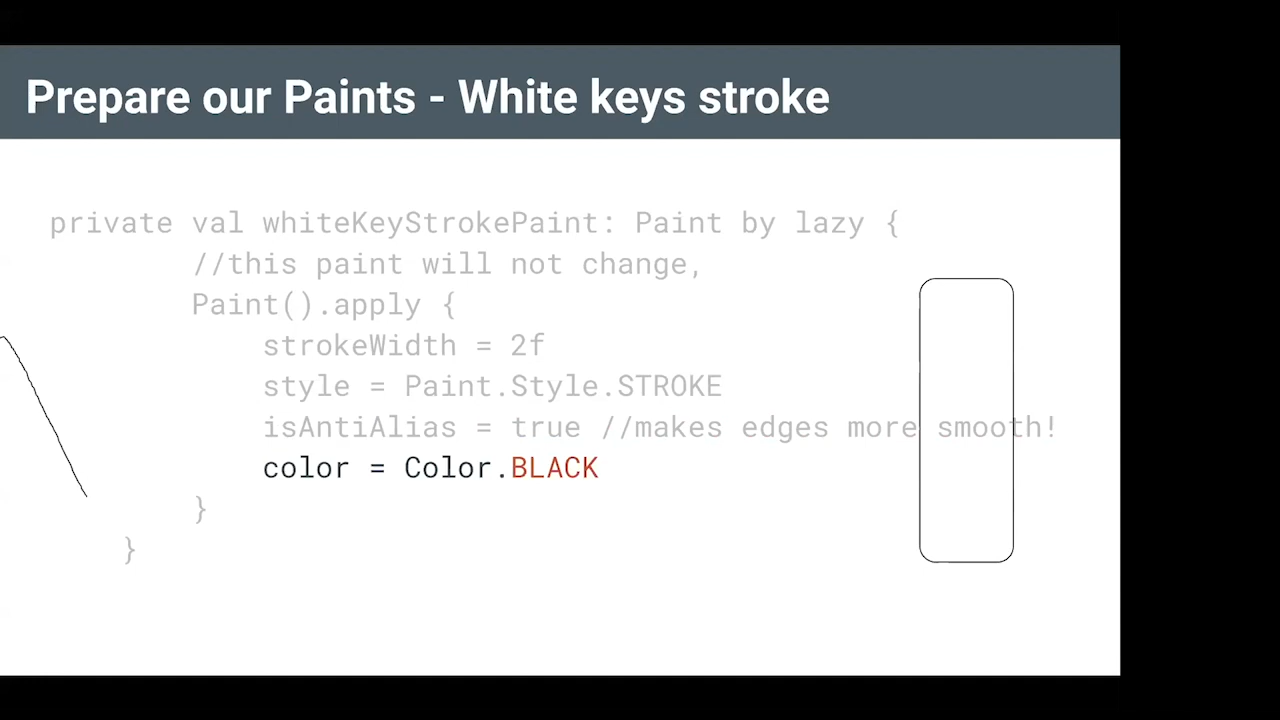 Prepare our Paints - White keys stroke
private val whiteKeyStrokePaint: Paint by lazy {
//this paint will not change,
Paint().apply {
strokeWidth = 2f
style = Paint.Style.STROKE
isAntiAlias = true //makes edges more smooth!
color = Color.BLACK
}
}